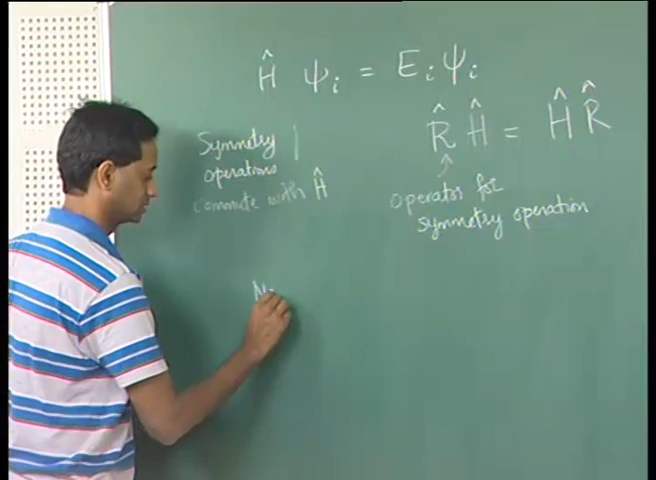 Ĥ ψᵢ = Eᵢ ψᵢ
R̂ Ĥ = Ĥ R̂
Symmetry
operations
commute with Ĥ
operator for
symmetry operation